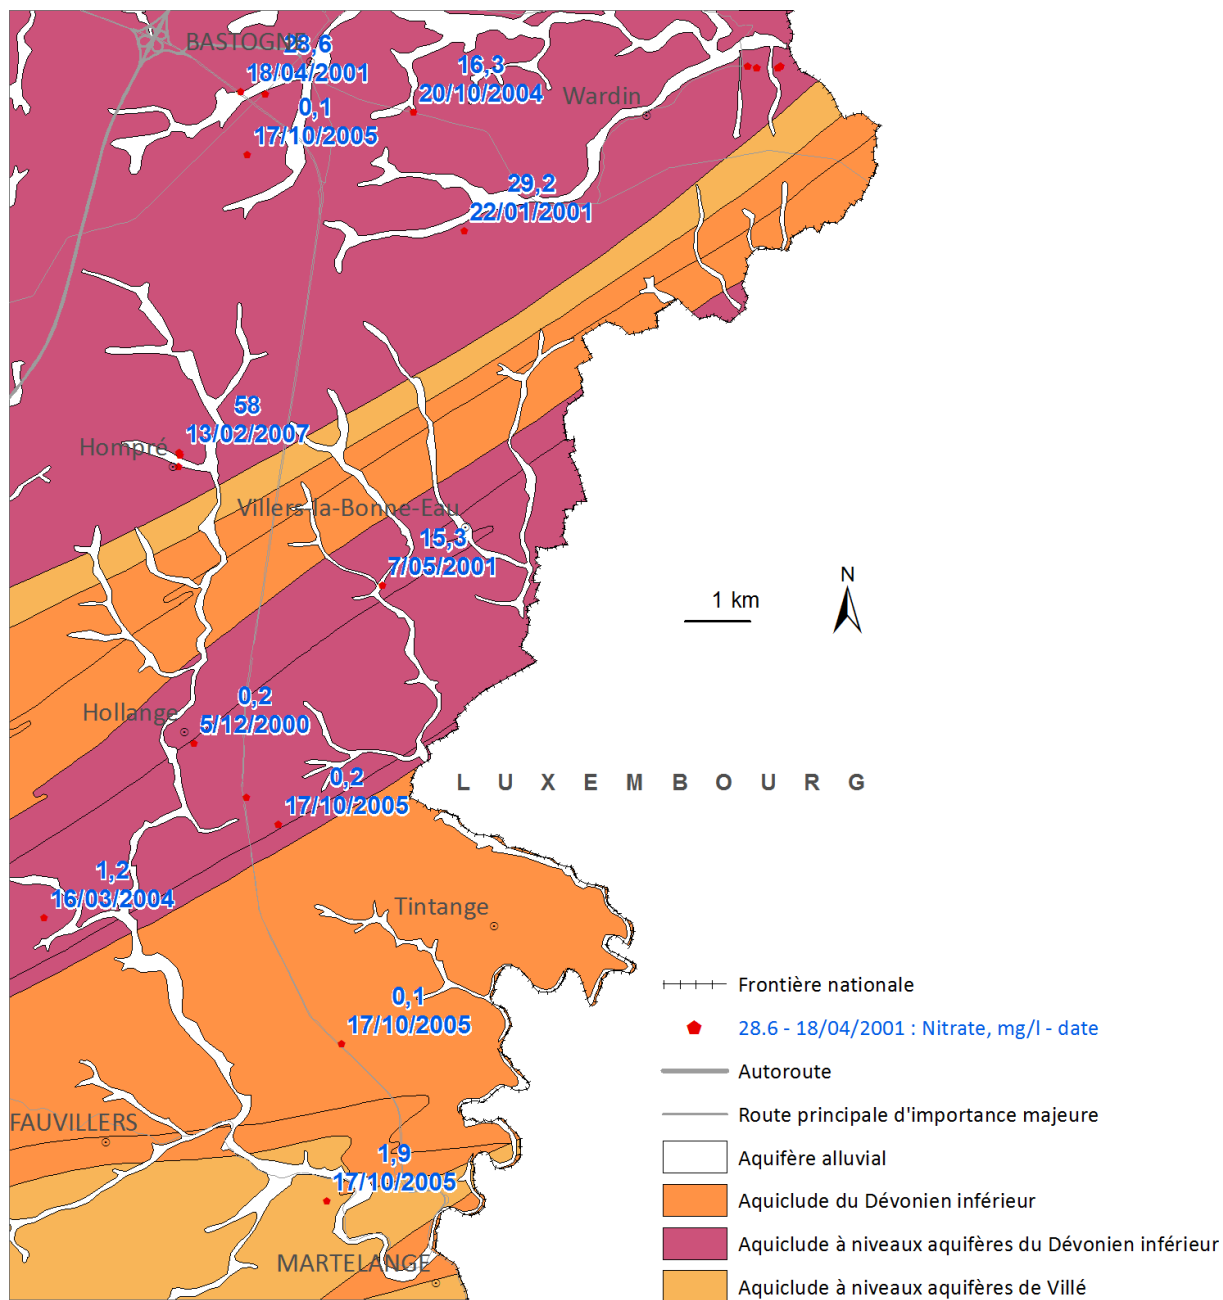 BASTOGNE
28,6
18/04/2001
16,3
20/10/2004
Wardin
0,1
17/10/2005
29,2
22/01/2001
58
13/02/2007
Hompré
Villers-la-Bonne-Eau
15,3
7/05/2001
1 km
N
0,2
5/12/2000
Hollange
0,2
17/10/2005
LUXEMBOURG
1,2
16/03/2004
Tintange
0,1
17/10/2005
FAUVILLERS
1,9
17/10/2005
MARTELANGE
Frontière nationale
28.6 - 18/04/2001 : Nitrate, mg/l - date
Autoroute
Route principale d'importance majeure
Aquifère alluvial
Aquiclude du Dévonien inférieur
Aquiclude à niveaux aquifères du Dévonien inférieur
Aquiclude à niveaux aquifères de Villé